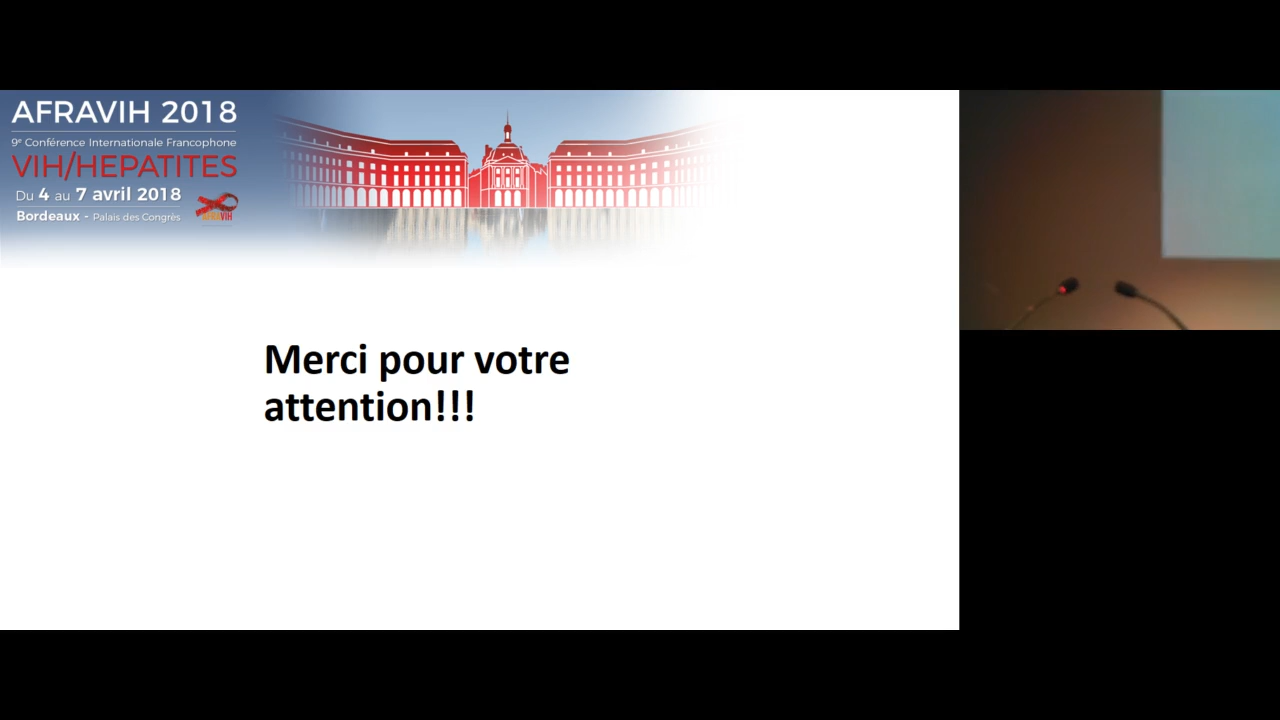 AFRAVIH 2018
9e Conférence Internationale Francophone
VIH/HEPATITES
Du 4 au 7 avril 2018
Bordeaux - Palais des Congrès
AFRAVIH
Merci pour votre
attention!!!